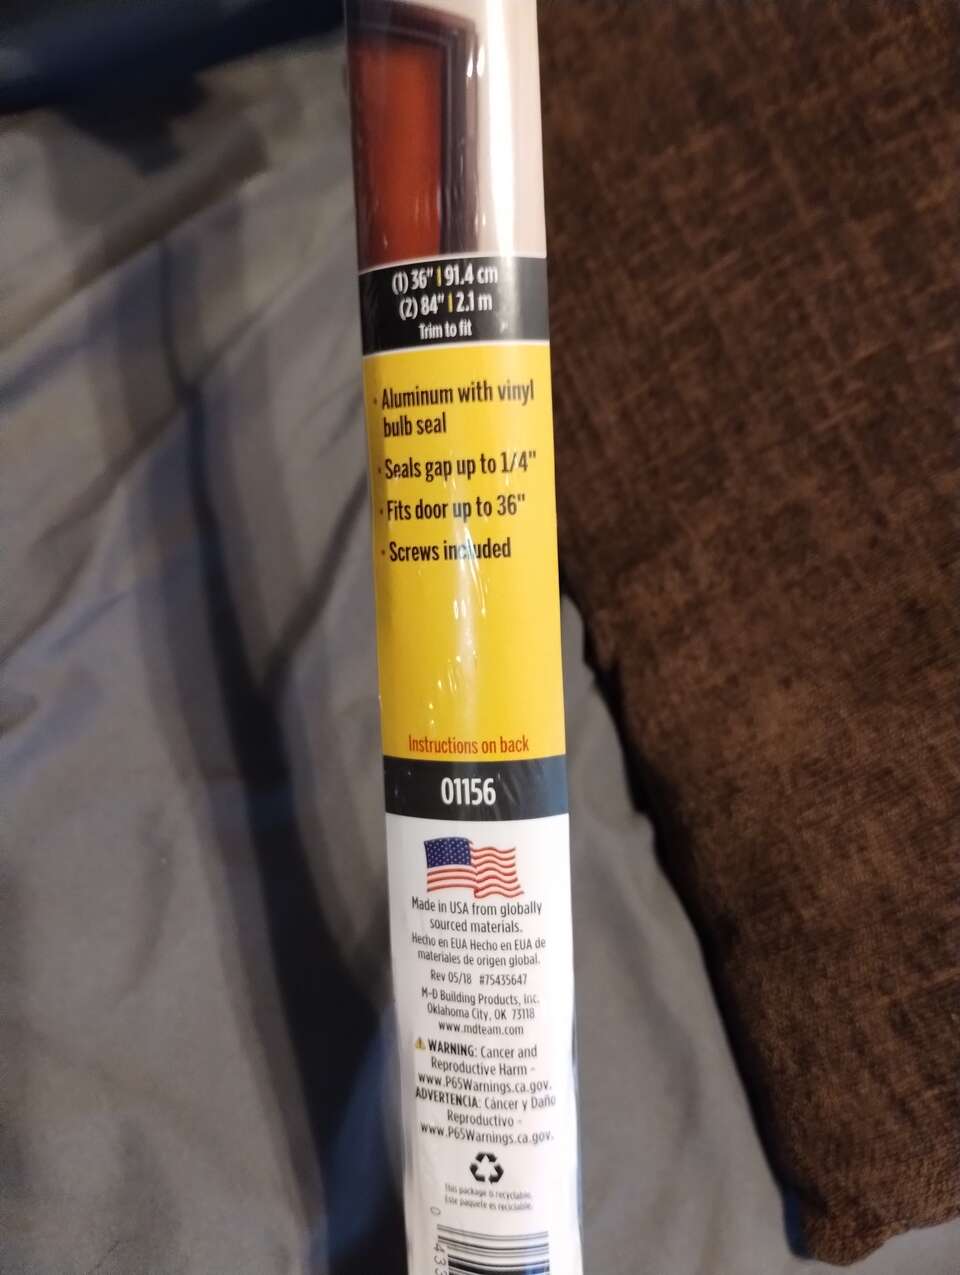 (1) 36" | 91.4 cm
(2) 84" | 2.1 m
Trim to fit
· Aluminum with vinyl
bulb seal
· Seals gap up to 1/4"
· Fits door up to 36"
· Screws included
Instructions on back
01156
Made in USA from globally
sourced materials.
Hecho en EUA Hecho en EUA de
materiales de origen global.
Rev 05/18 #75435647
M-D Building Products, Inc.
Oklahoma City, OK 73118
www.mdteam.com
WARNING: Cancer and
Reproductive Harm -
www.P65Warnings.ca.gov.
ADVERTENCIA: Cáncer y Daño
Reproductivo -
www.P65Warnings.ca.gov.
This package is recyclable.
Este paquete es reciclable.
0
433